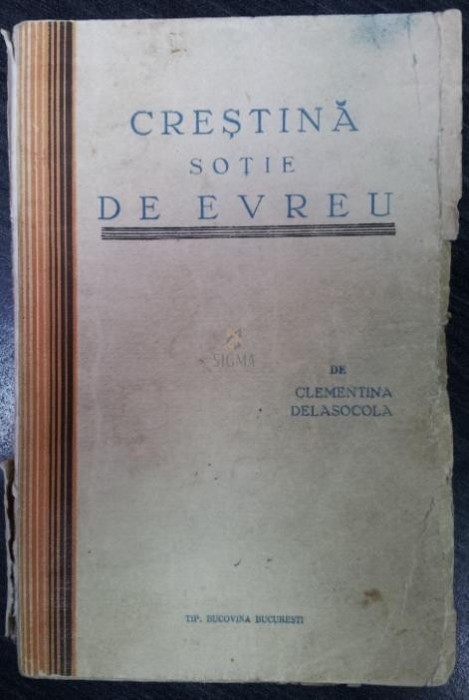 CREȘTINĂ
SOȚIE
DE EVREU
SIGMA
DE
CLEMENTINA
DELASOCOLA
TIP. BUCOVINA BUCUREȘTI